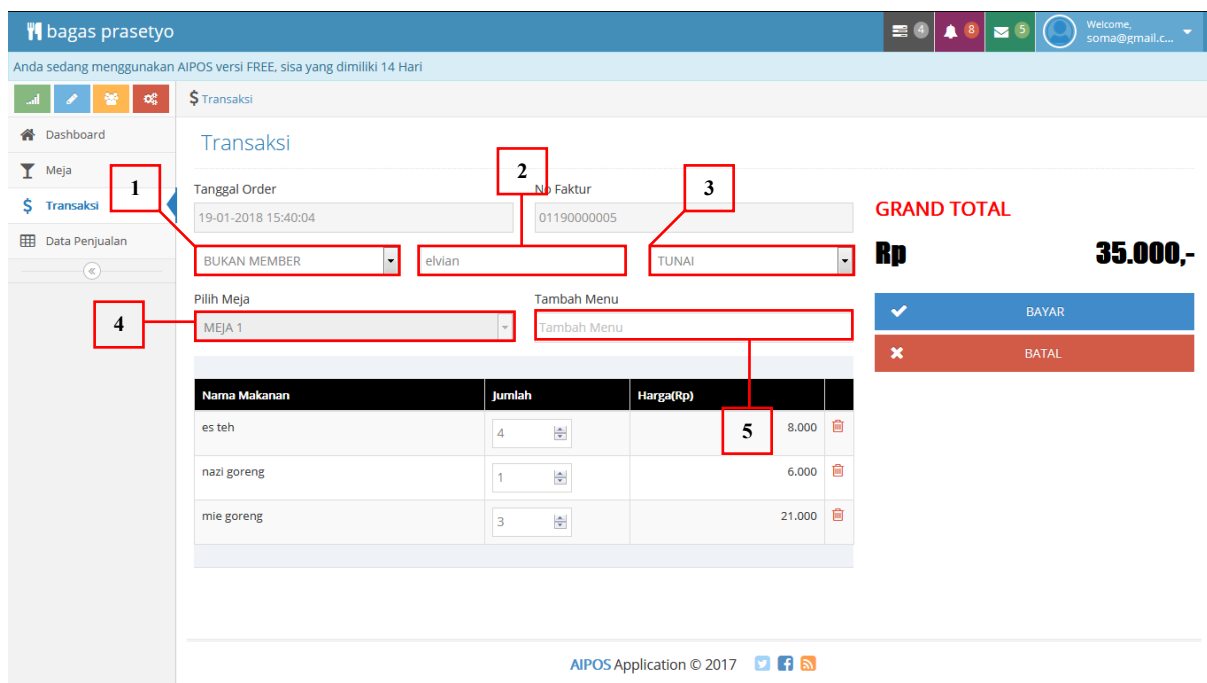 bagas prasetyo
4 8 5 Welcome,
soma@gmail.c...
Anda sedang menggunakan AIPOS versi FREE, sisa yang dimiliki 14 Hari
$ Transaksi
Dashboard
Meja
$ Transaksi
Data Penjualan
Transaksi
1 2 3
Tanggal Order No Faktur
19-01-2018 15:40:04 01190000005
BUKAN MEMBER elvian TUNAI
Pilih Meja Tambah Menu
4 MEJA 1 Tambah Menu
GRAND TOTAL
Rp 35.000,-
BAYAR
BATAL
Nama Makanan Jumlah Harga(Rp)
es teh 4 8.000
5
nazi goreng 1 6.000
mie goreng 3 21.000
AIPOS Application © 2017